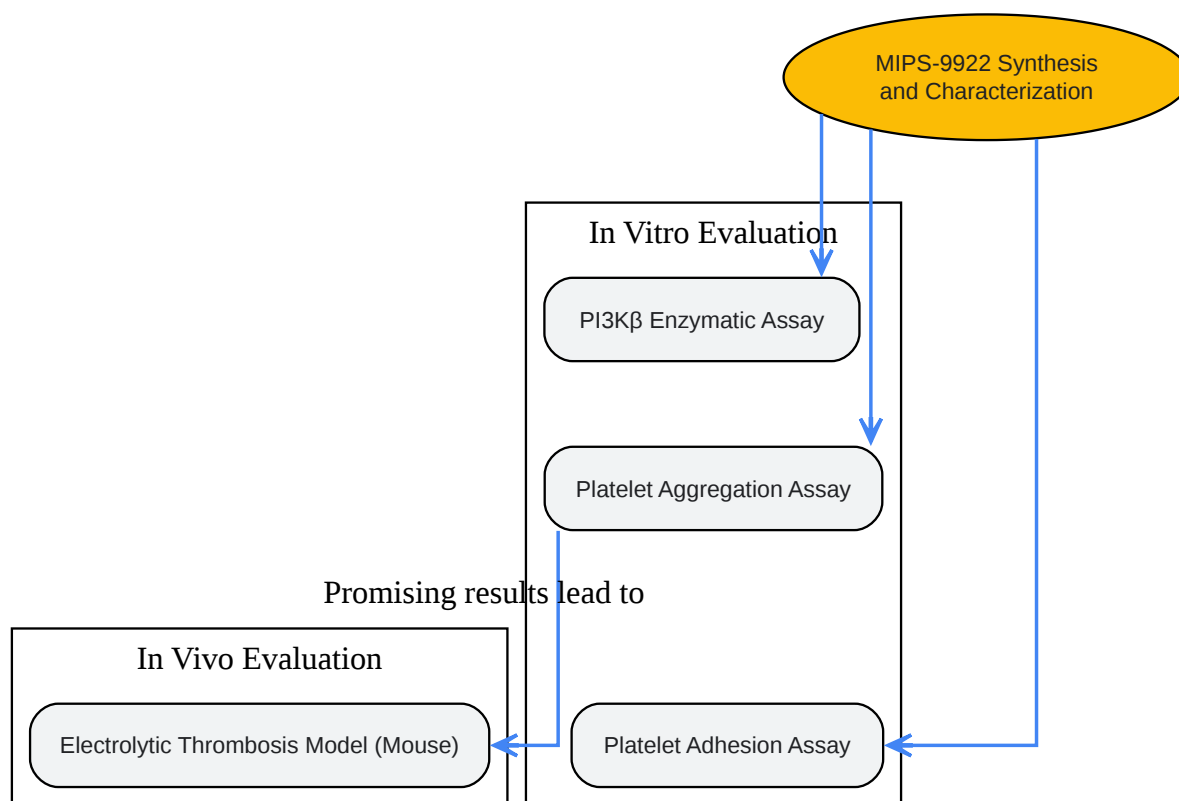 MIPS-9922 Synthesis
and Characterization
In Vitro Evaluation
PI3Kβ Enzymatic Assay
Platelet Aggregation Assay
Promising results lead to
In Vivo Evaluation
Electrolytic Thrombosis Model (Mouse)
Platelet Adhesion Assay